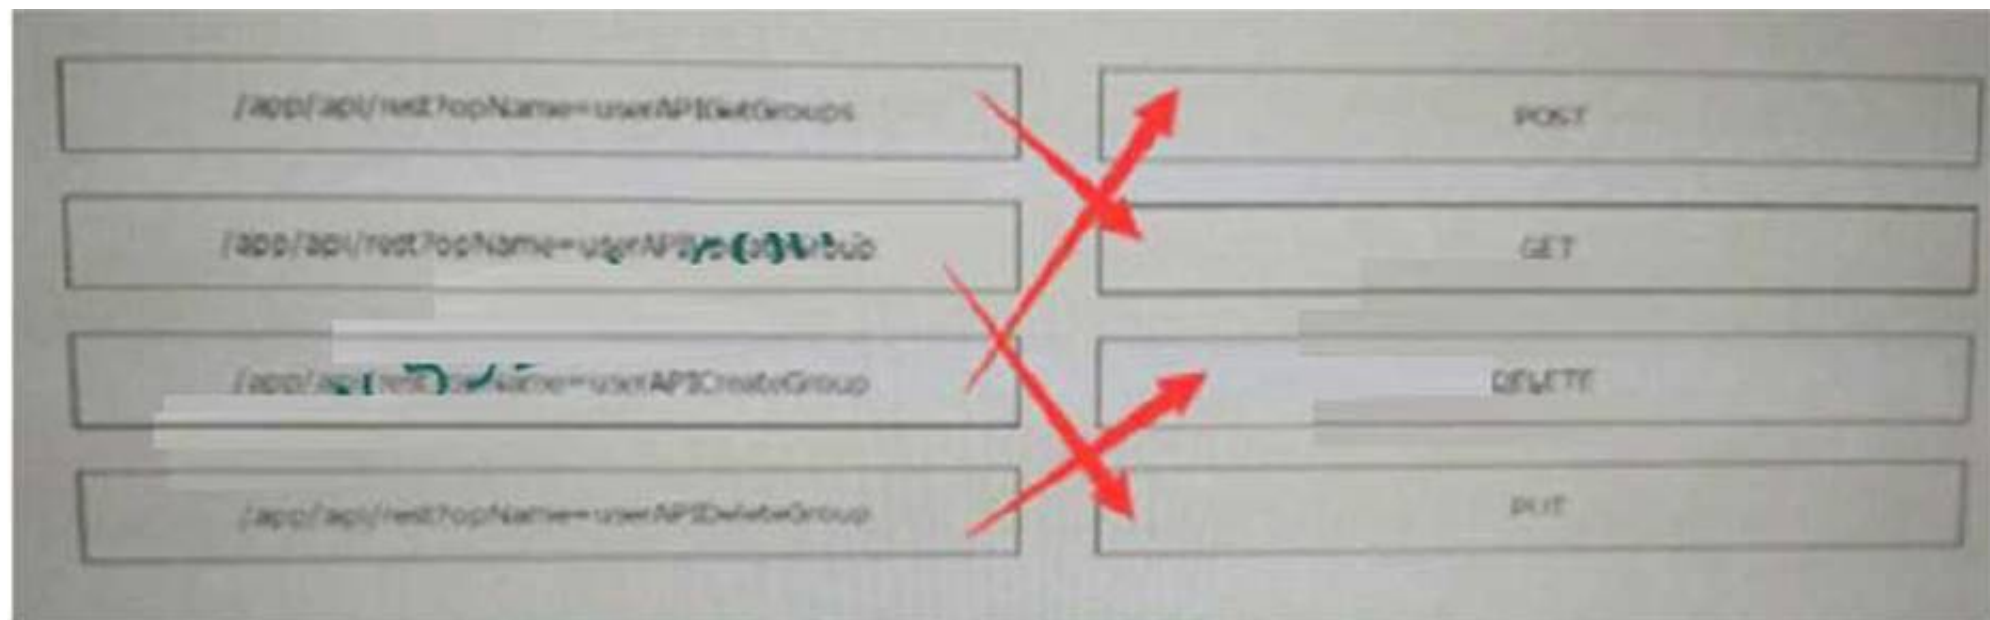 /app/api/rest?opName=userAPIGetGroups
POST
GET
/app/api/rest?opName=userAPICreateGroup
DELETE
/app/api/rest?opName=userAPIDeleteGroup
PUT